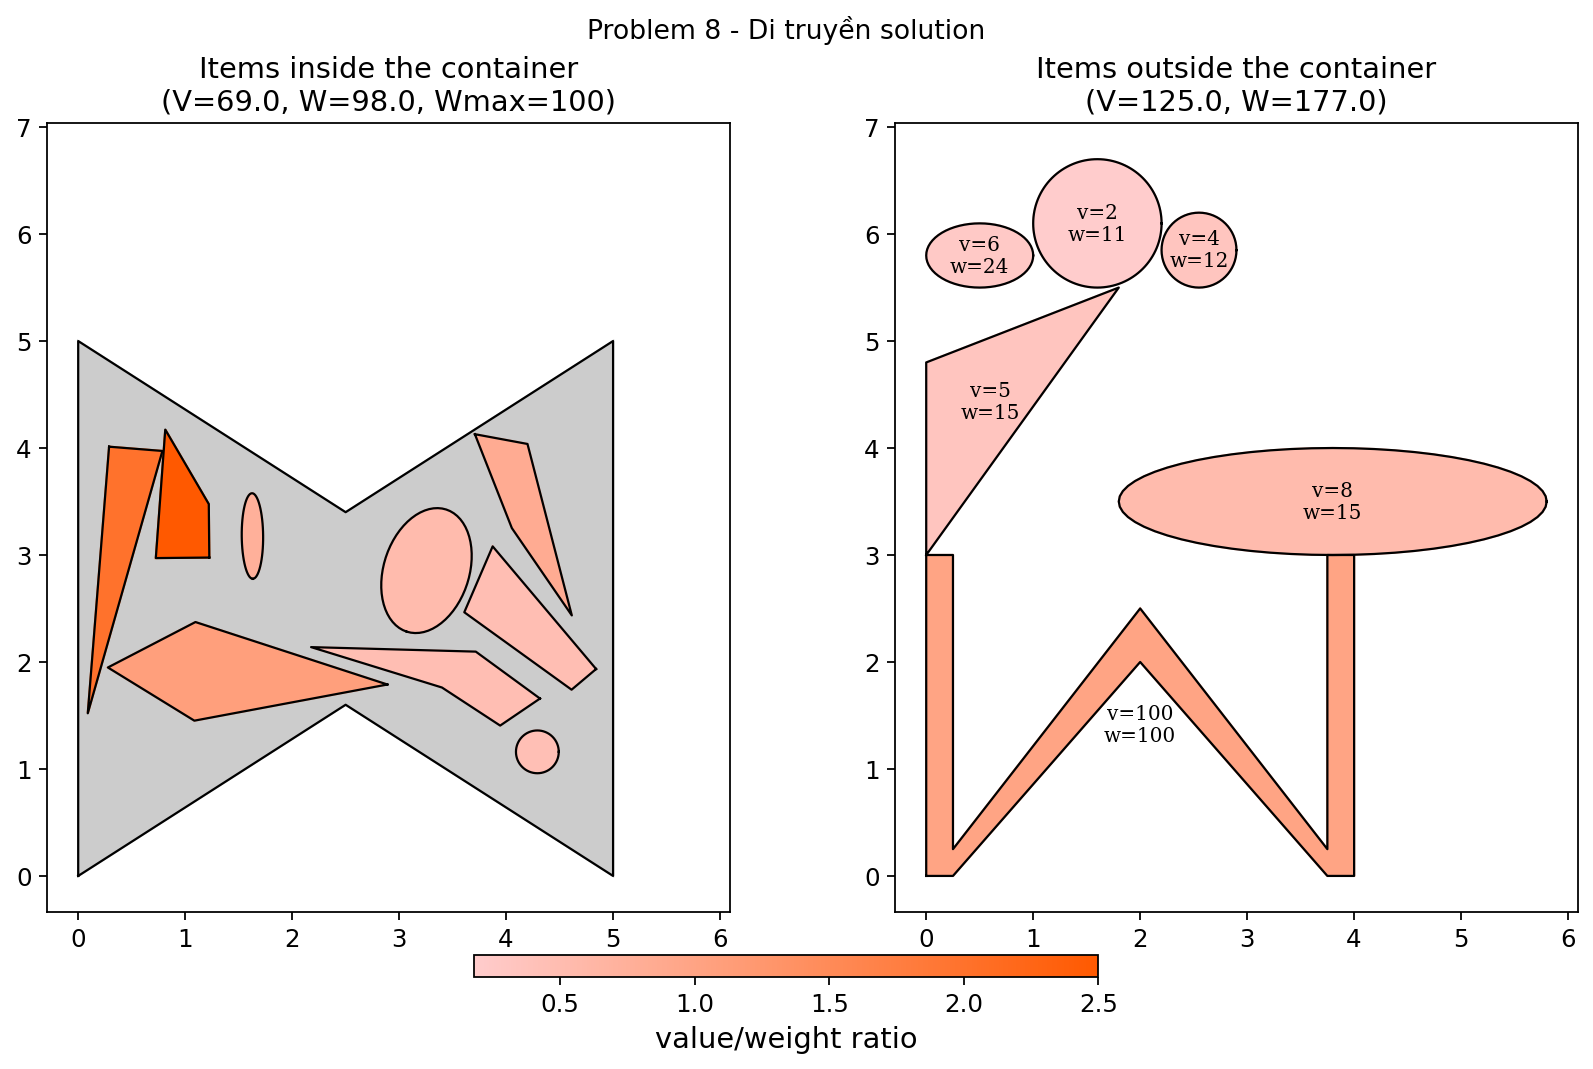 Problem 8 - Di truyền solution
Items inside the container
(V=69.0, W=98.0, Wmax=100)
7
6
5
4
3
2
1
0
0 1 2 3 4 5 6
Items outside the container
(V=125.0, W=177.0)
7
6
5
4
3
2
1
0
v=2
w=11
v=6
w=24
v=4
w=12
v=5
w=15
v=8
w=15
v=100
w=100
0 1 2 3 4 5 6
0.5 1.0 1.5 2.0 2.5
value/weight ratio